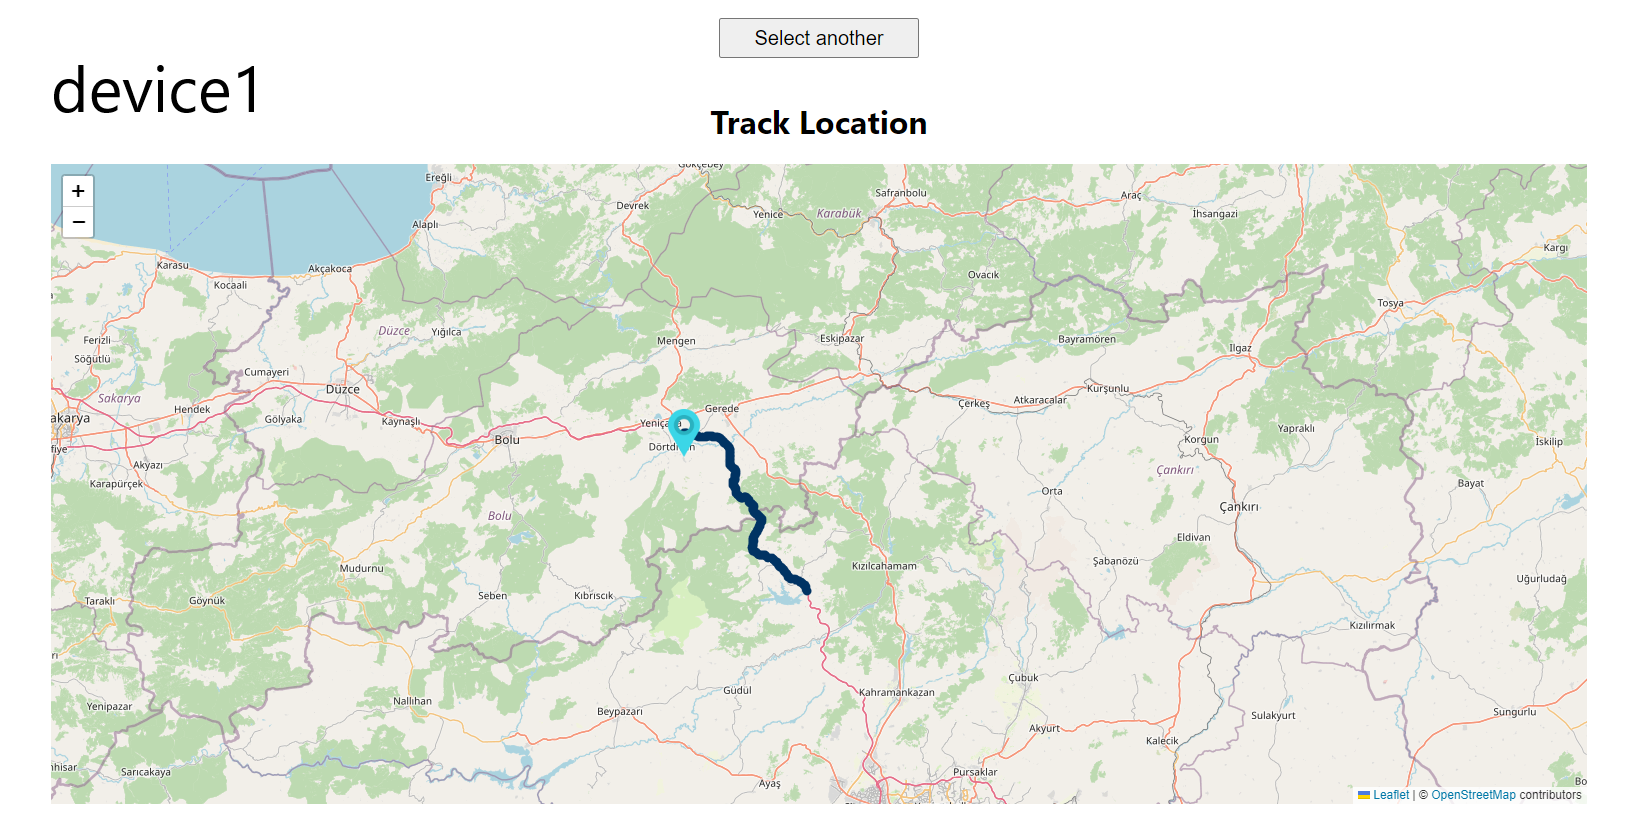 Select another
device1
Track Location
+
−
Gökçebey
Ereğli
Safranbolu
Araç
Devrek
Yenice
Karabük
İhsangazi
Alaplı
Kargı
Karasu
Akçakoca
Ovacık
Kocaali
Tosya
Düzce
Yığılca
Ferizli
Mengen
Eskipazar
Bayramören
Ilgaz
Söğütlü
Cumayeri
Düzce
Kurşunlu
Sakarya
Hendek
Gerede
Çerkeş
Atkaracalar
akarya
Gölyaka
Kaynaşlı
Yapraklı
Bolu
Korgun
İskilip
fiye
Akyazı
Çankırı
Karapürçek
Orta
Bayat
Çankırı
Bolu
Eldivan
Şabanözü
Kızılcahamam
Mudurnu
Uğurludağ
Taraklı
Göynük
Seben
Kıbrıscık
Kızılırmak
Çubuk
Güdül
Kahramankazan
Nallıhan
Yenipazar
Beypazarı
Sulakyurt
Sungurlu
Akyurt
Kalecik
Sarıcakaya
Pursaklar
Ayaş
Bo
Leaflet | © OpenStreetMap contributors